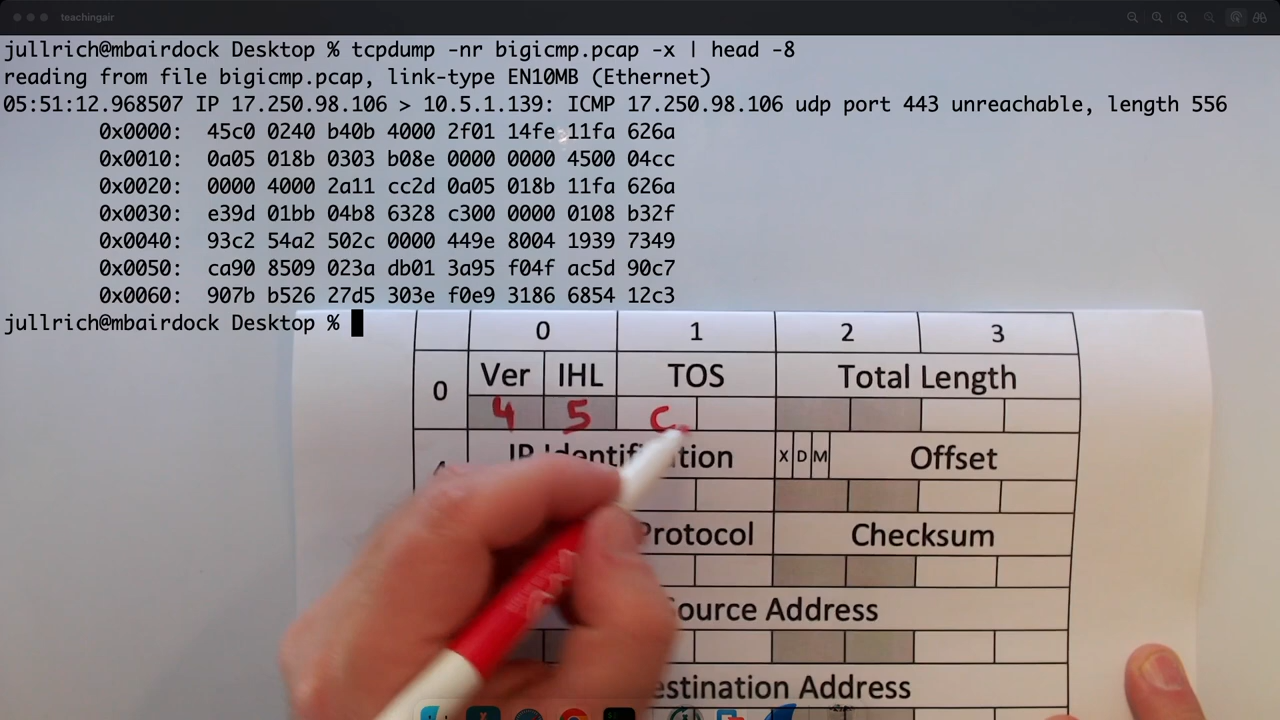 teachingair
jullrich@mbairdock Desktop % tcpdump -nr bigicmp.pcap -x | head -8
reading from file bigicmp.pcap, link-type EN10MB (Ethernet)
05:51:12.968507 IP 17.250.98.106 > 10.5.1.139: ICMP 17.250.98.106 udp port 443 unreachable, length 556
0x0000: 45c0 0240 b40b 4000 2f01 14fe 11fa 626a
0x0010: 0a05 018b 0303 b08e 0000 0000 4500 04cc
0x0020: 0000 4000 2a11 cc2d 0a05 018b 11fa 626a
0x0030: e39d 01bb 04b8 6328 c300 0000 0108 b32f
0x0040: 93c2 54a2 502c 0000 449e 8004 1939 7349
0x0050: ca90 8509 023a db01 3a95 f04f ac5d 90c7
0x0060: 907b b526 27d5 303e f0e9 3186 6854 12c3
jullrich@mbairdock Desktop %
0 1 2 3
0 Ver IHL TOS Total Length
4 5 C
IP X D M Offset
Protocol Checksum
Source Address
Destination Address